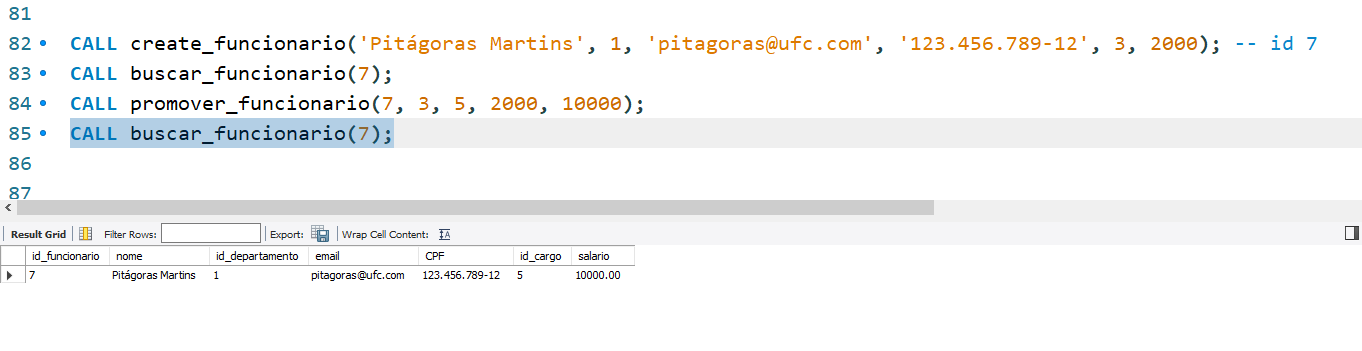 81
82 CALL create_funcionario('Pitágoras Martins', 1, 'pitagoras@ufc.com', '123.456.789-12', 3, 2000); -- id 7
83 CALL buscar_funcionario(7);
84 CALL promover_funcionario(7, 3, 5, 2000, 10000);
85 CALL buscar_funcionario(7);
86
87
Result Grid Filter Rows: Export: Wrap Cell Content:
id_funcionario nome id_departamento email CPF id_cargo salario
7 Pitágoras Martins 1 pitagoras@ufc.com 123.456.789-12 5 10000.00